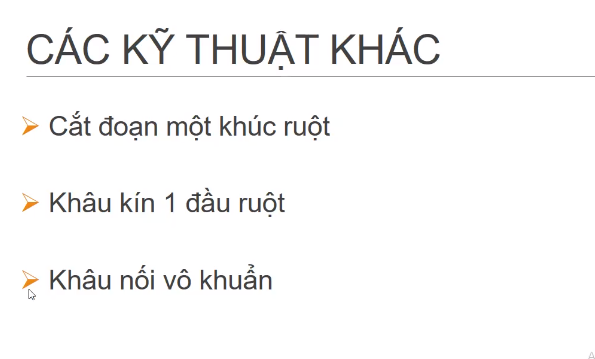 CÁC KỸ THUẬT KHÁC
Cắt đoạn một khúc ruột
Khâu kín 1 đầu ruột
Khâu nối vô khuẩn
A